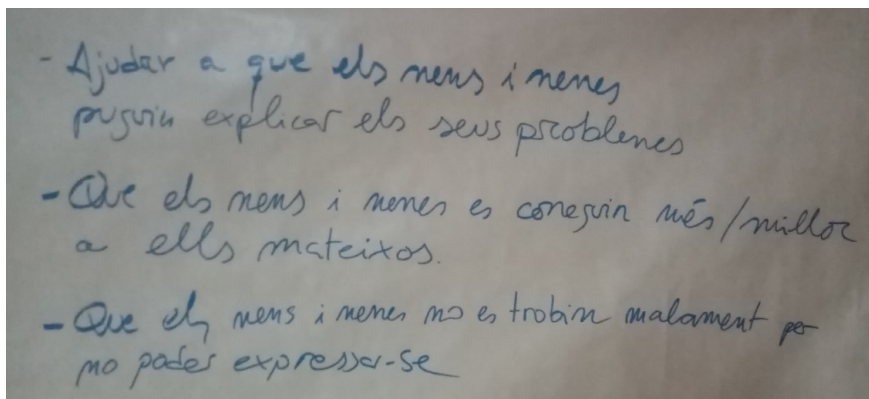 - Ajudar a que els nens i nenes
puguin explicar els seus problemes
- Que els nens i nenes es coneguin més/millor
a ells mateixos.
- Que els nens i nenes no es trobin malament per
no poder expressar-se